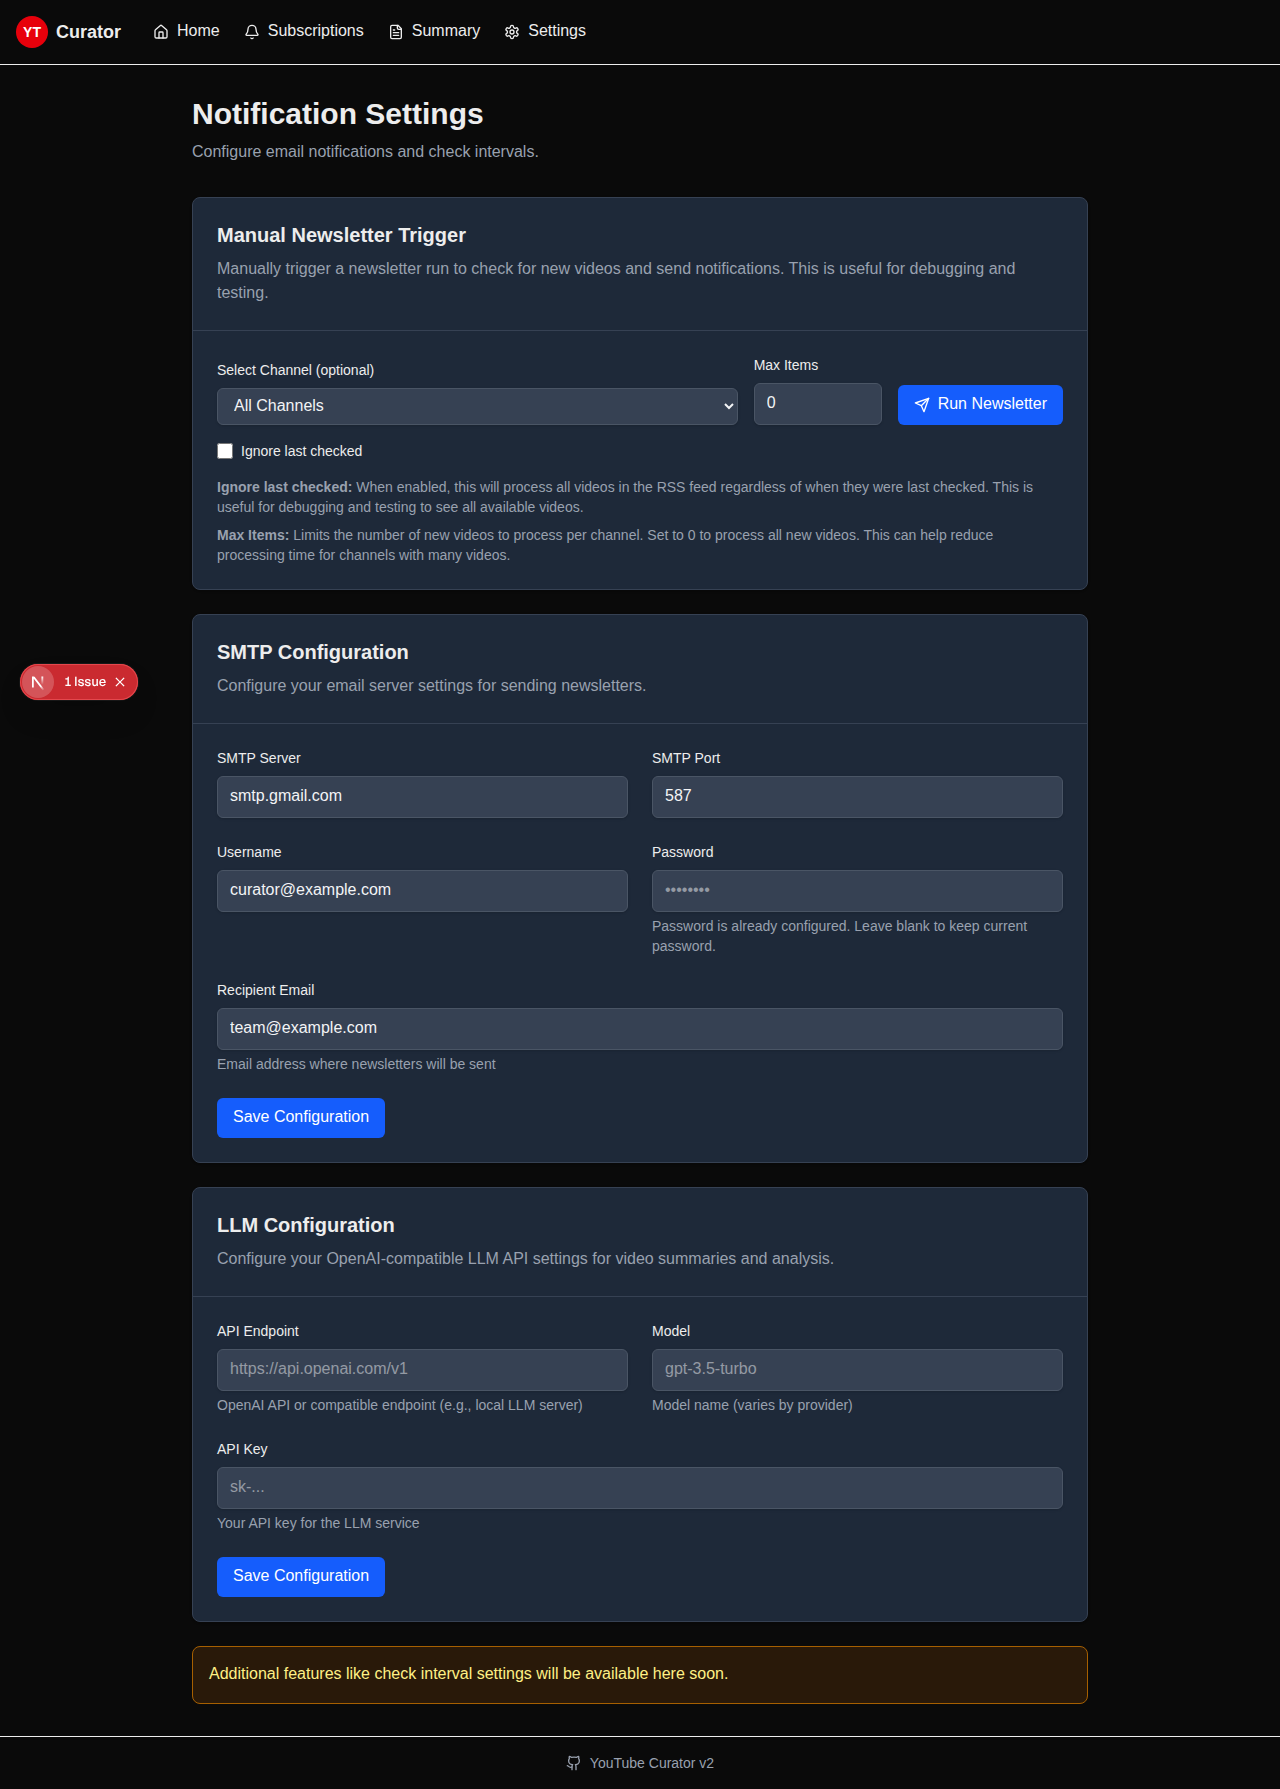 YT Curator Home Subscriptions Summary Settings
Notification Settings
Configure email notifications and check intervals.
Manual Newsletter Trigger
Manually trigger a newsletter run to check for new videos and send notifications. This is useful for debugging and
testing.
Select Channel (optional) Max Items
All Channels 0 Run Newsletter
Ignore last checked
Ignore last checked: When enabled, this will process all videos in the RSS feed regardless of when they were last checked. This is
useful for debugging and testing to see all available videos.
Max Items: Limits the number of new videos to process per channel. Set to 0 to process all new videos. This can help reduce
processing time for channels with many videos.
SMTP Configuration
Configure your email server settings for sending newsletters.
N 1 Issue
SMTP Server SMTP Port
smtp.gmail.com 587
Username Password
curator@example.com ••••••••
Password is already configured. Leave blank to keep current
password.
Recipient Email
team@example.com
Email address where newsletters will be sent
Save Configuration
LLM Configuration
Configure your OpenAI-compatible LLM API settings for video summaries and analysis.
API Endpoint Model
https://api.openai.com/v1 gpt-3.5-turbo
OpenAI API or compatible endpoint (e.g., local LLM server) Model name (varies by provider)
API Key
sk-...
Your API key for the LLM service
Save Configuration
Additional features like check interval settings will be available here soon.
YouTube Curator v2